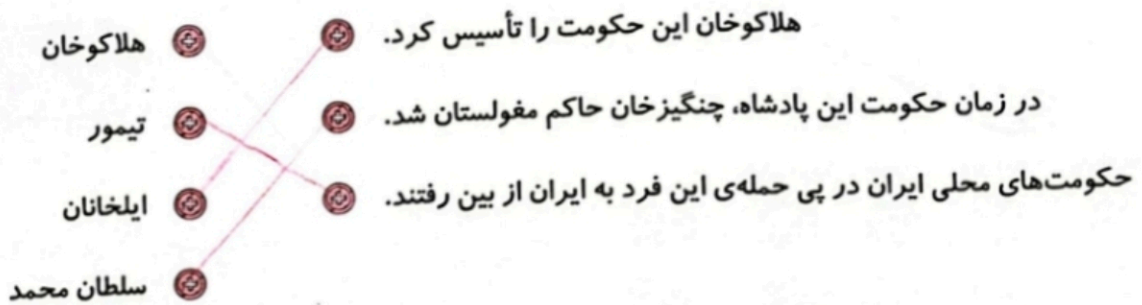 هلاکوخان این حکومت را تأسیس کرد.
در زمان حکومت این پادشاه، چنگیزخان حاکم مغولستان شد.
حکومت‌های محلی ایران در پی حمله‌ی این فرد به ایران از بین رفتند.
هلاکوخان
تیمور
ایلخانان
سلطان محمد